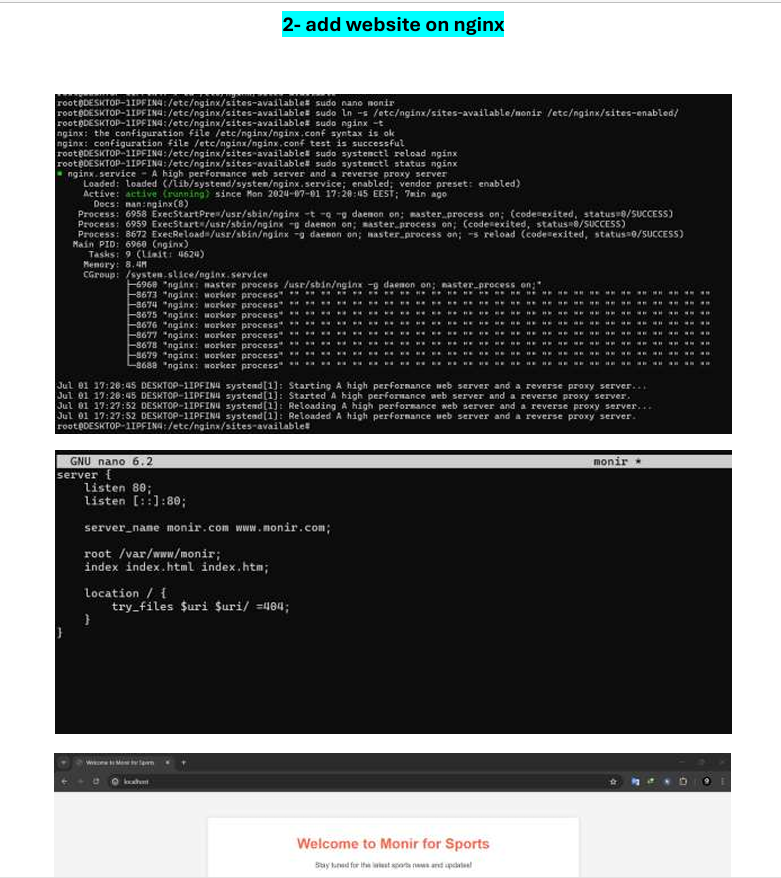 2- add website on nginx
root@DESKTOP-1IPFIN4:/etc/nginx/sites-available# sudo nano monir
root@DESKTOP-1IPFIN4:/etc/nginx/sites-available# sudo ln -s /etc/nginx/sites-available/monir /etc/nginx/sites-enabled/
root@DESKTOP-1IPFIN4:/etc/nginx/sites-available# sudo nginx -t
nginx: the configuration file /etc/nginx/nginx.conf syntax is ok
nginx: configuration file /etc/nginx/nginx.conf test is successful
root@DESKTOP-1IPFIN4:/etc/nginx/sites-available# sudo systemctl reload nginx
root@DESKTOP-1IPFIN4:/etc/nginx/sites-available# sudo systemctl status nginx
* nginx.service - A high performance web server and a reverse proxy server
Loaded: loaded (/lib/systemd/system/nginx.service; enabled; vendor preset: enabled)
Active: active (running) since Mon 2024-07-01 17:20:45 EEST; 7min ago
Docs: man:nginx(8)
Process: 6958 ExecStartPre=/usr/sbin/nginx -t -q -g daemon on; master_process on; (code=exited, status=0/SUCCESS)
Process: 6959 ExecStart=/usr/sbin/nginx -g daemon on; master_process on; (code=exited, status=0/SUCCESS)
Process: 8672 ExecReload=/usr/sbin/nginx -g daemon on; master_process on; -s reload (code=exited, status=0/SUCCESS)
Main PID: 6960 (nginx)
Tasks: 9 (limit: 4624)
Memory: 8.4M
CGroup: /system.slice/nginx.service
├─6960 "nginx: master process /usr/sbin/nginx -g daemon on; master_process on;"
├─8673 "nginx: worker process"
├─8674 "nginx: worker process"
├─8675 "nginx: worker process"
├─8676 "nginx: worker process"
├─8677 "nginx: worker process"
├─8678 "nginx: worker process"
├─8679 "nginx: worker process"
└─8680 "nginx: worker process"
Jul 01 17:20:45 DESKTOP-1IPFIN4 systemd[1]: Starting A high performance web server and a reverse proxy server...
Jul 01 17:20:45 DESKTOP-1IPFIN4 systemd[1]: Started A high performance web server and a reverse proxy server.
Jul 01 17:27:52 DESKTOP-1IPFIN4 systemd[1]: Reloading A high performance web server and a reverse proxy server...
Jul 01 17:27:52 DESKTOP-1IPFIN4 systemd[1]: Reloaded A high performance web server and a reverse proxy server.
root@DESKTOP-1IPFIN4:/etc/nginx/sites-available#
GNU nano 6.2 monir *
server {
listen 80;
listen [::]:80;
server_name monir.com www.monir.com;
root /var/www/monir;
index index.html index.htm;
location / {
try_files $uri $uri/ =404;
}
}
Welcome to Monir for Sports
localhost
Welcome to Monir for Sports
Stay tuned for the latest sports news and updates!